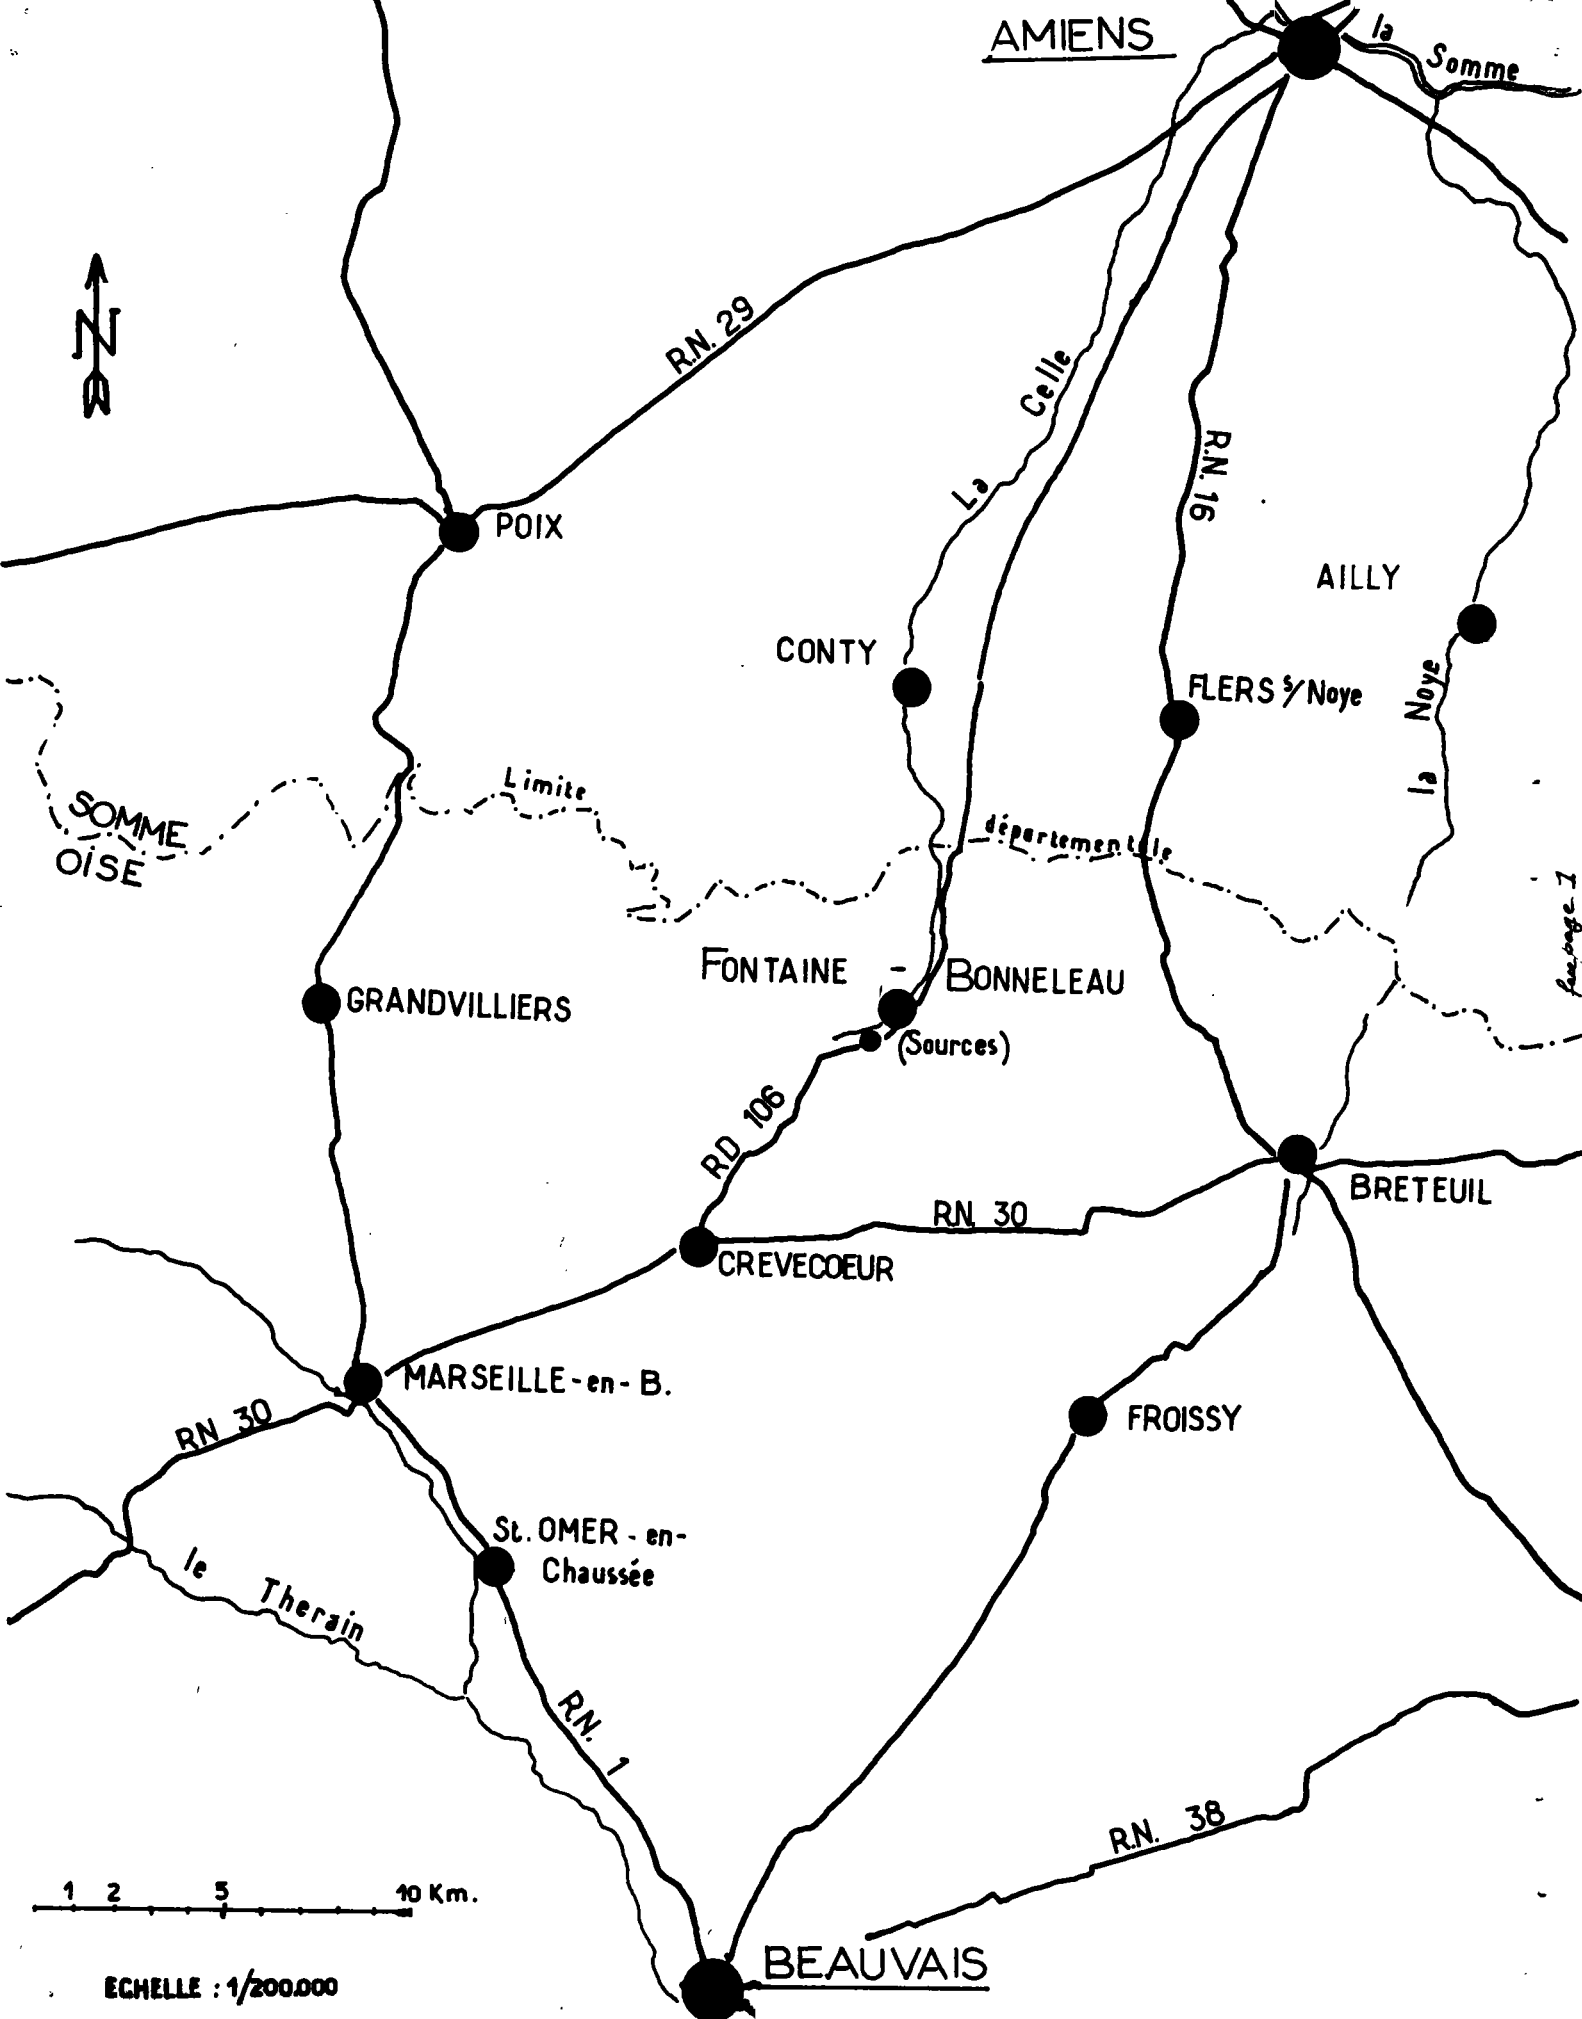 AMIENS
la
Somme
N
R.N. 29
La Celle
R.N. 16
POIX
AILLY
CONTY
FLERS s/Noye
la Noye
Limite
départementale
SOMME
OISE
FONTAINE - BONNELEAU
(Sources)
GRANDVILLIERS
RD 106
BRETEUIL
RN 30
CREVECOEUR
MARSEILLE-en-B.
RN 30
FROISSY
St. OMER-en-
Chaussée
le Therain
R.N. 1
R.N. 38
1 2 5 10 Km.
BEAUVAIS
ECHELLE : 1/200.000